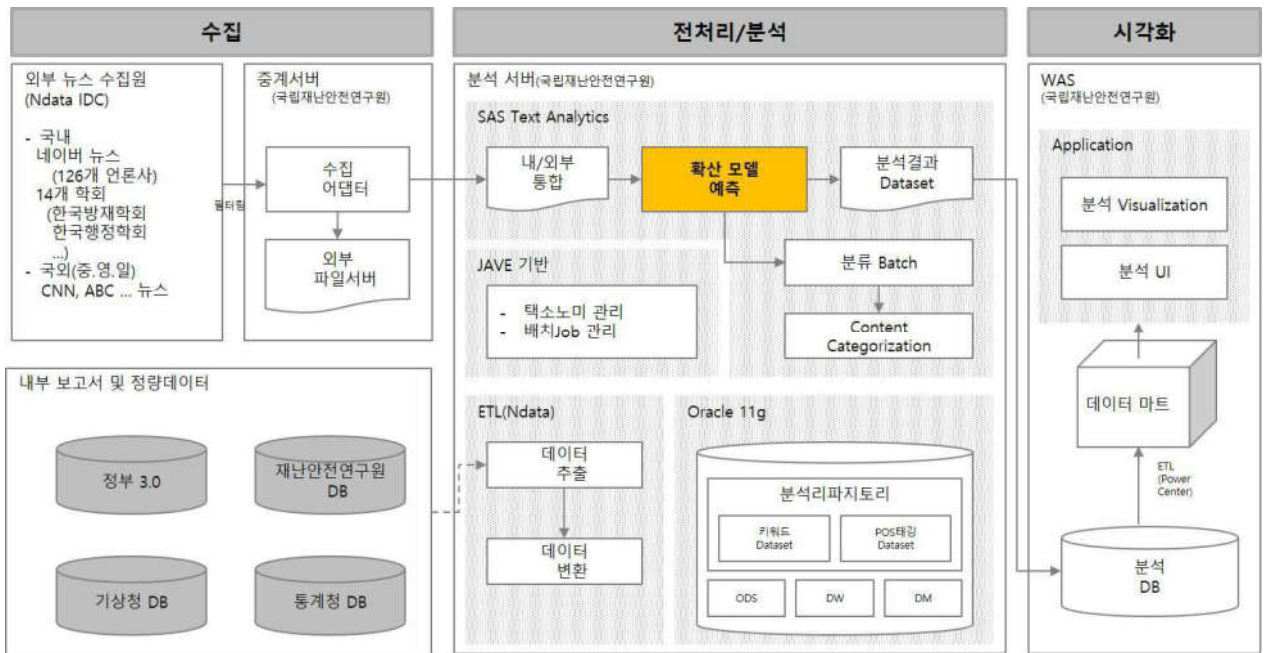 수집
외부 뉴스 수집원
(Ndata IDC)
- 국내
네이버 뉴스
(126개 언론사)
14개 학회
(한국방재학회
한국행정학회
...)
- 국외(중.영.일)
CNN, ABC ... 뉴스
필터링
중계서버
(국립재난안전연구원)
수집
어댑터
외부
파일서버
내부 보고서 및 정량데이터
정부 3.0
재난안전연구원
DB
기상청 DB
통계청 DB
전처리/분석
분석 서버(국립재난안전연구원)
SAS Text Analytics
내/외부
통합
확산 모델
예측
분석결과
Dataset
분류 Batch
Content
Categorization
JAVE 기반
- 택소노미 관리
- 배치Job 관리
ETL(Ndata)
데이터
추출
데이터
변환
Oracle 11g
분석리파지토리
키워드
Dataset
POS태깅
Dataset
ODS
DW
DM
시각화
WAS
(국립재난안전연구원)
Application
분석 Visualization
분석 UI
데이터 마트
ETL
(Power
Center)
분석
DB